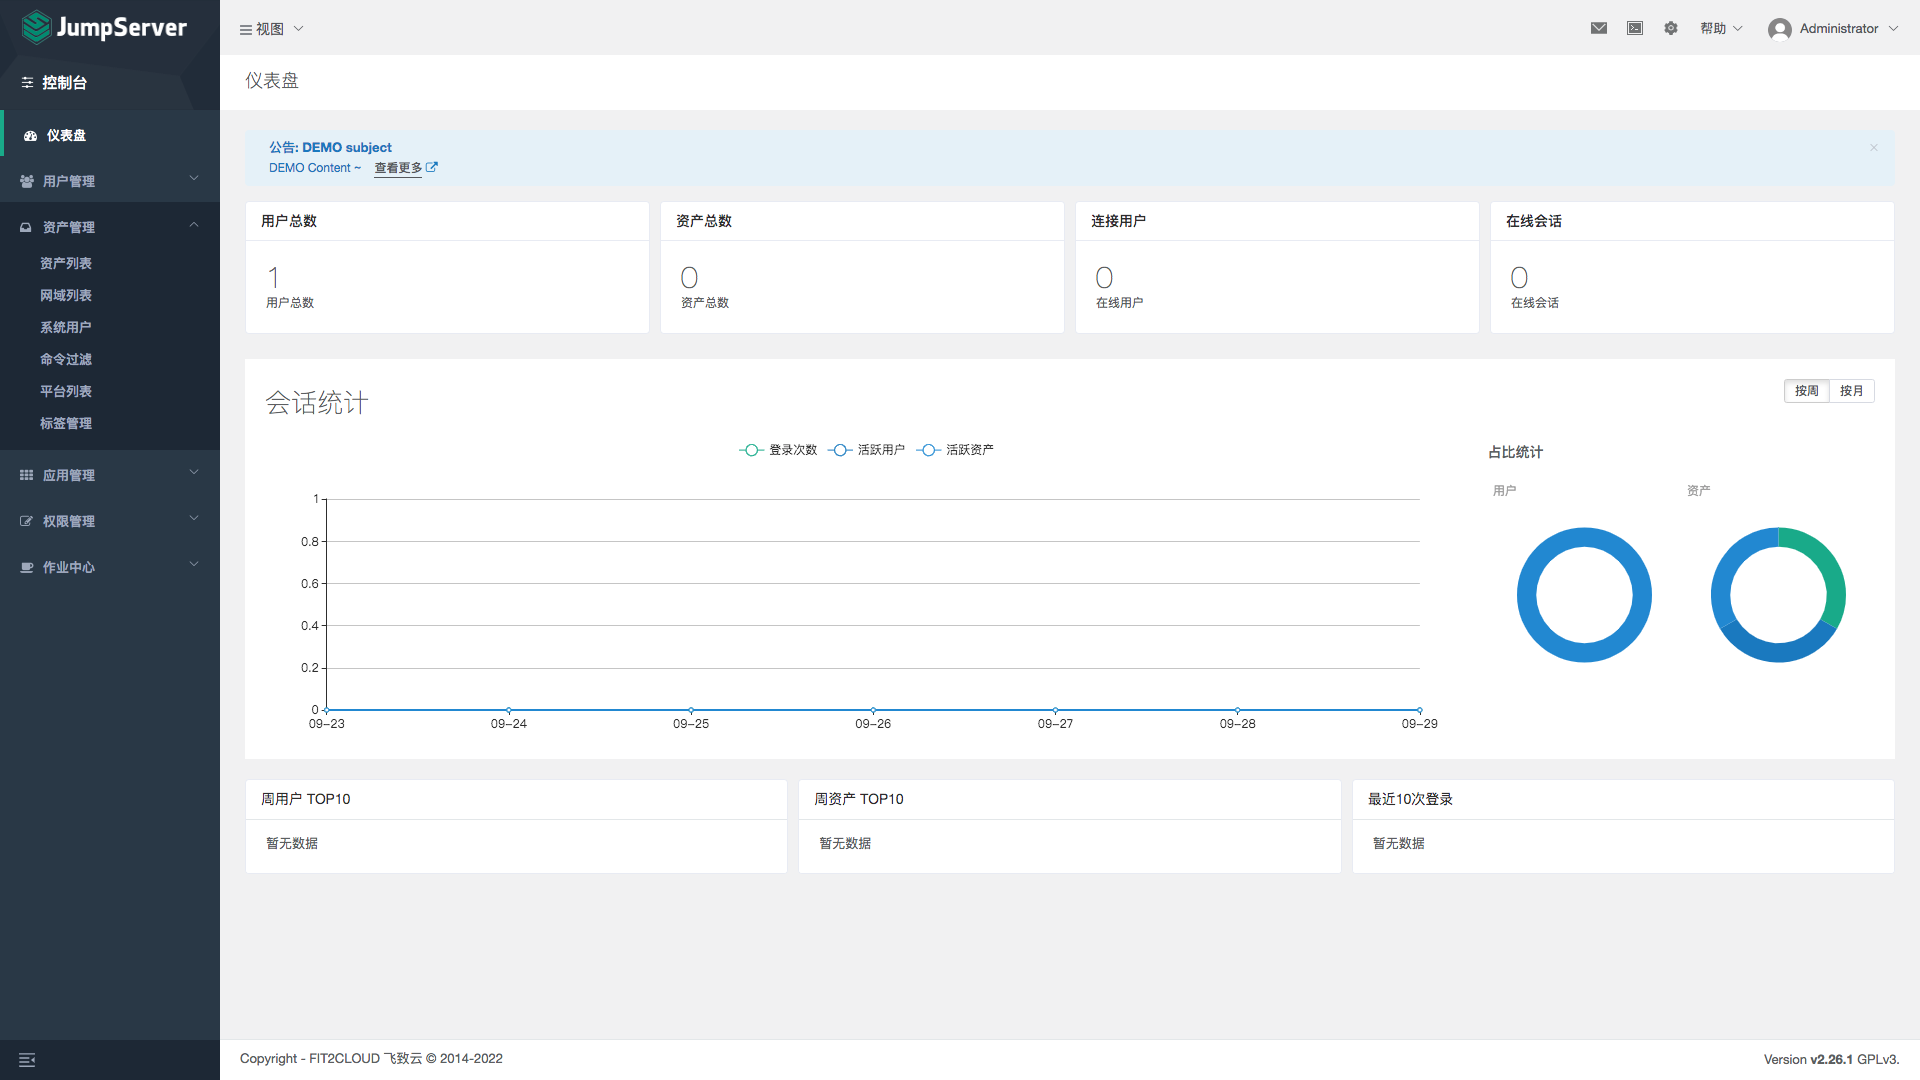 JumpServer
视图
帮助
Administrator
控制台
仪表盘
仪表盘
用户管理
资产管理
资产列表
网域列表
系统用户
命令过滤
平台列表
标签管理
应用管理
权限管理
作业中心
公告: DEMO subject
DEMO Content ~ 查看更多
用户总数
1
用户总数
资产总数
0
资产总数
连接用户
0
在线用户
在线会话
0
在线会话
会话统计
按周 按月
登录次数 活跃用户 活跃资产
1
0.8
0.6
0.4
0.2
0
09-23 09-24 09-25 09-26 09-27 09-28 09-29
占比统计
用户 资产
周用户 TOP10
暂无数据
周资产 TOP10
暂无数据
最近10次登录
暂无数据
Copyright - FIT2CLOUD 飞致云 © 2014-2022
Version v2.26.1 GPLv3.